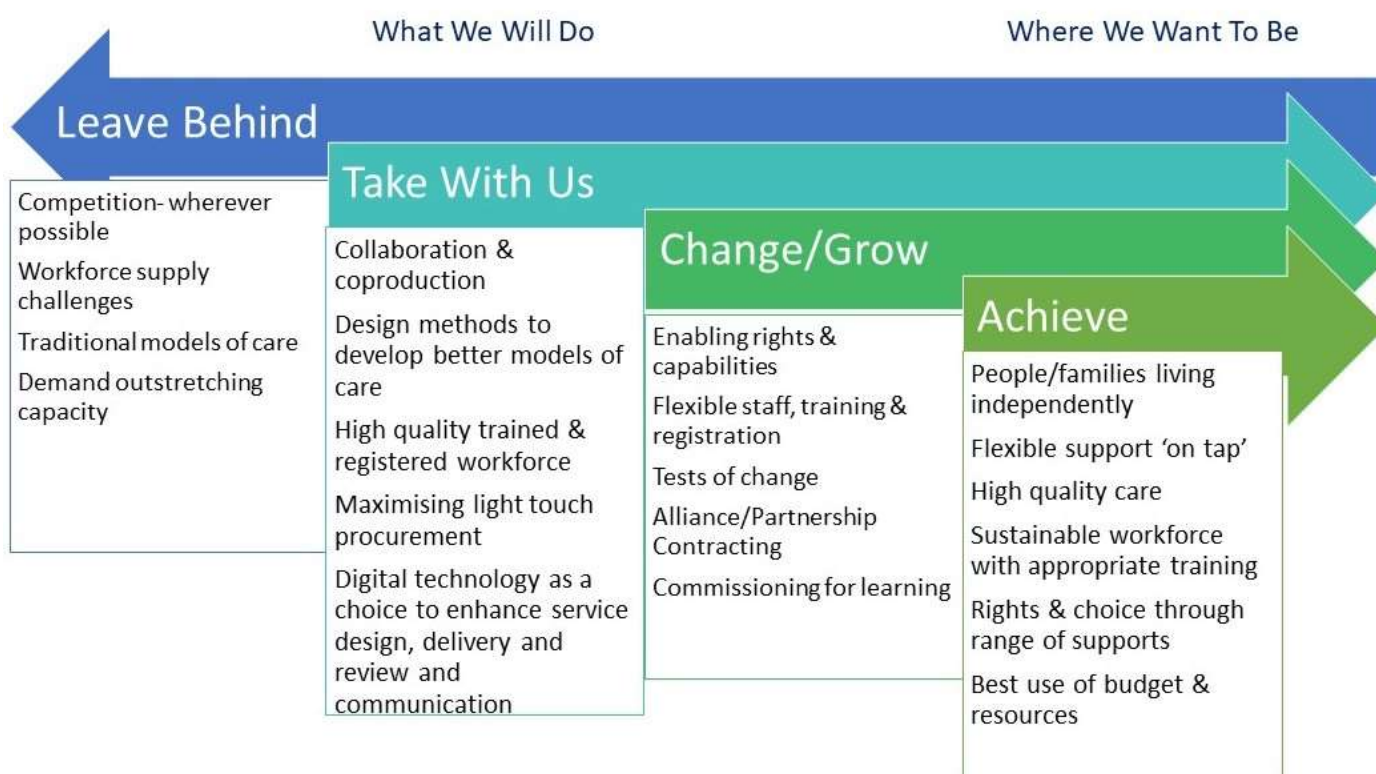 What We Will Do
Where We Want To Be
Leave Behind
Competition- wherever
possible
Workforce supply
challenges
Traditional models of care
Demand outstretching
capacity
Take With Us
Collaboration &
coproduction
Design methods to
develop better models of
care
High quality trained &
registered workforce
Maximising light touch
procurement
Digital technology as a
choice to enhance service
design, delivery and
review and
communication
Change/Grow
Enabling rights &
capabilities
Flexible staff, training &
registration
Tests of change
Alliance/Partnership
Contracting
Commissioning for learning
Achieve
People/families living
independently
Flexible support ‘on tap’
High quality care
Sustainable workforce
with appropriate training
Rights & choice through
range of supports
Best use of budget &
resources